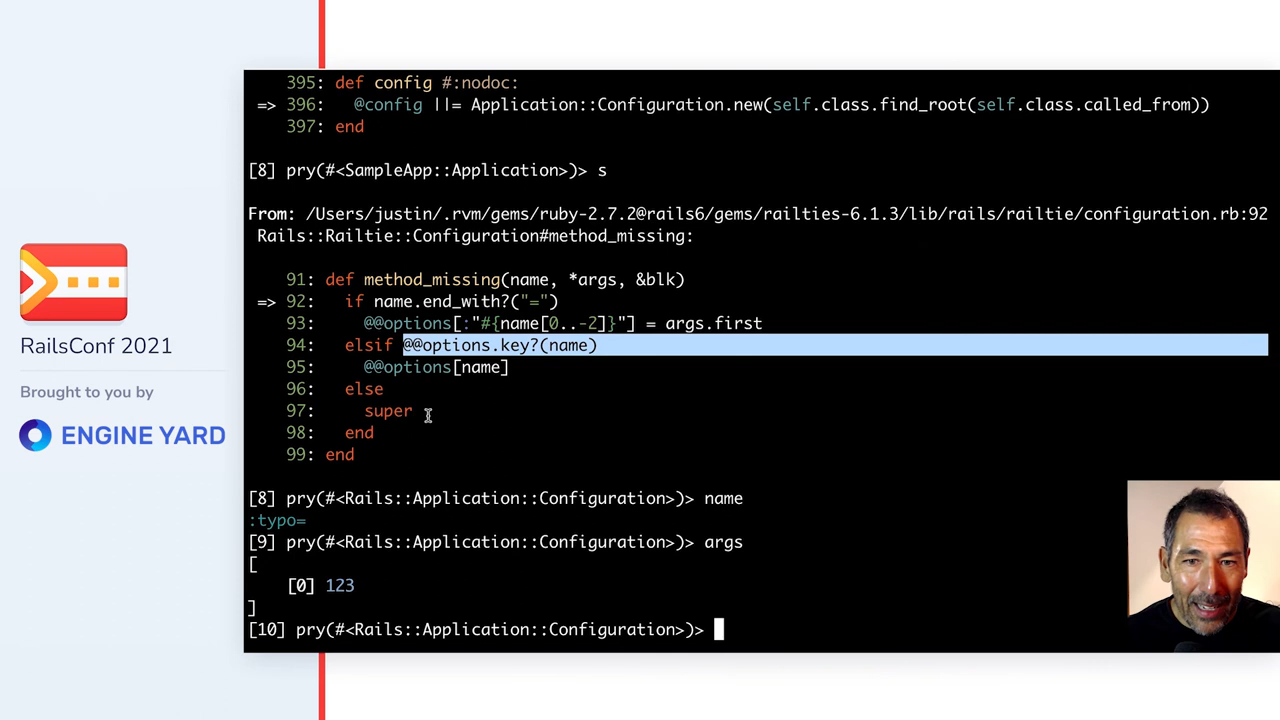 395: def config #:nodoc:
=> 396:   @config ||= Application::Configuration.new(self.class.find_root(self.class.called_from))
397: end
[8] pry(#<SampleApp::Application>)> s
From: /Users/justin/.rvm/gems/ruby-2.7.2@rails6/gems/railties-6.1.3/lib/rails/railtie/configuration.rb:92
Rails::Railtie::Configuration#method_missing:
91: def method_missing(name, *args, &blk)
=> 92:   if name.end_with?("=")
93:     @@options[:"#{name[0..-2]}"] = args.first
94:   elsif @@options.key?(name)
95:     @@options[name]
96:   else
97:     super
98:   end
99: end
[8] pry(#<Rails::Application::Configuration>)> name
:typo=
[9] pry(#<Rails::Application::Configuration>)> args
[
[0] 123
]
[10] pry(#<Rails::Application::Configuration>)>
RailsConf 2021
Brought to you by
ENGINE YARD